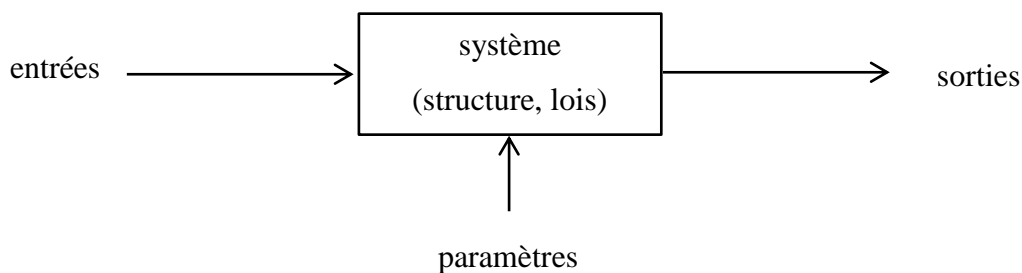 entrées
système
(structure, lois)
sorties
paramètres